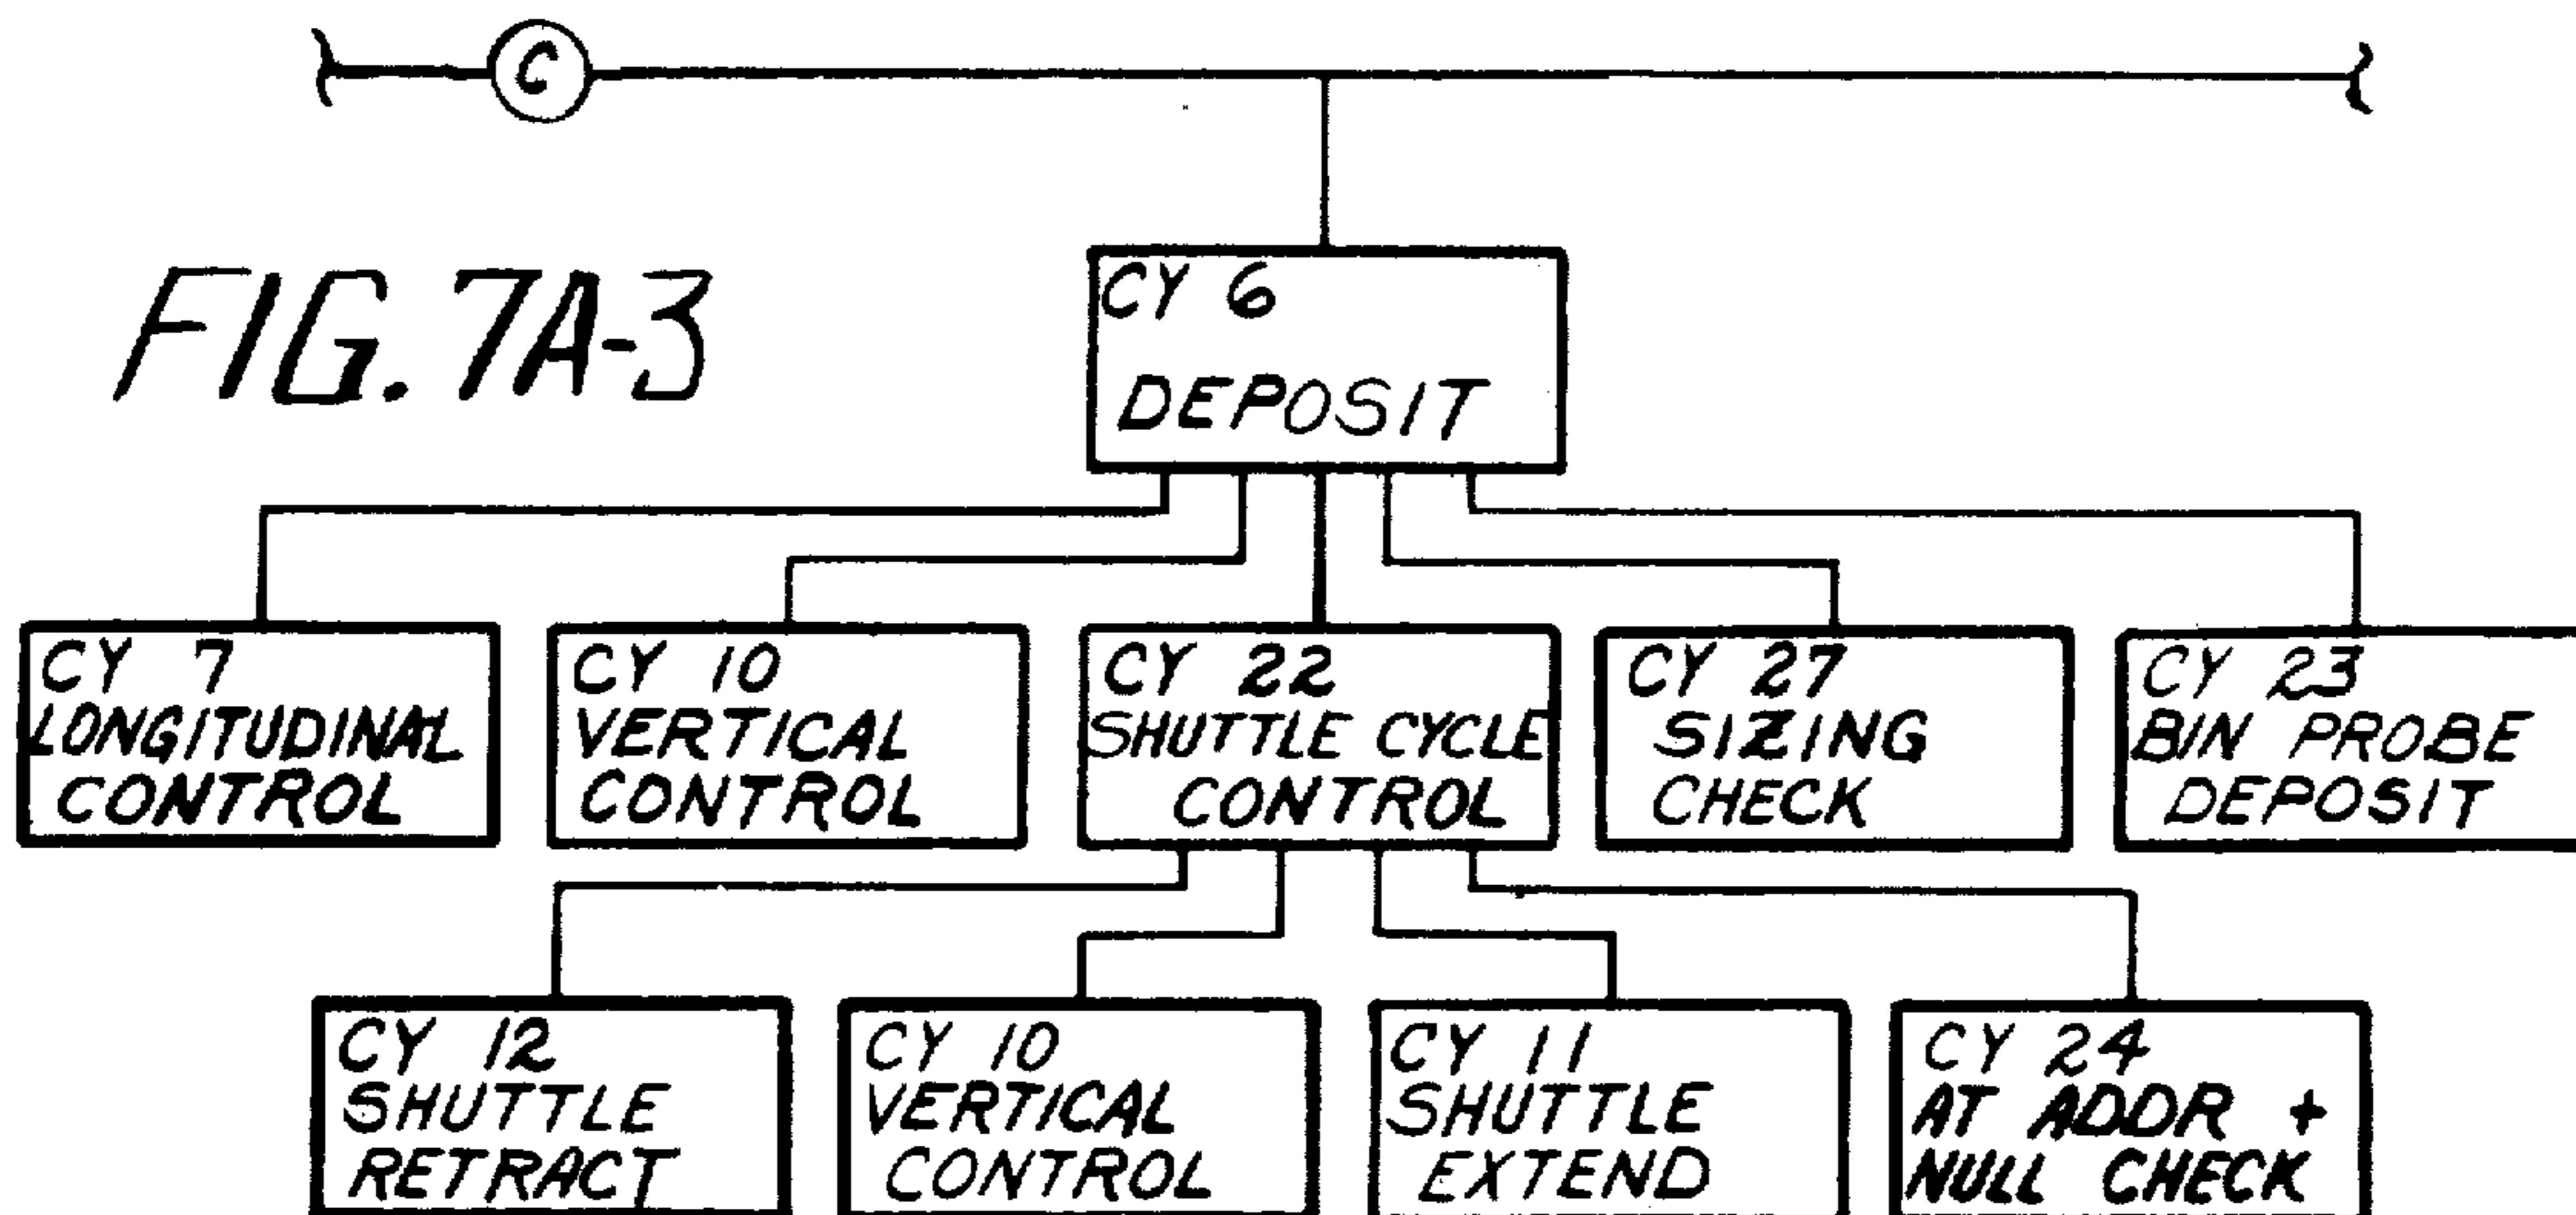 C
FIG. 7A-3
CY 6
DEPOSIT
CY 7
LONGITUDINAL
CONTROL
CY 10
VERTICAL
CONTROL
CY 22
SHUTTLE CYCLE
CONTROL
CY 27
SIZING
CHECK
CY 23
BIN PROBE
DEPOSIT
CY 12
SHUTTLE
RETRACT
CY 10
VERTICAL
CONTROL
CY 11
SHUTTLE
EXTEND
CY 24
AT ADDR +
NULL CHECK